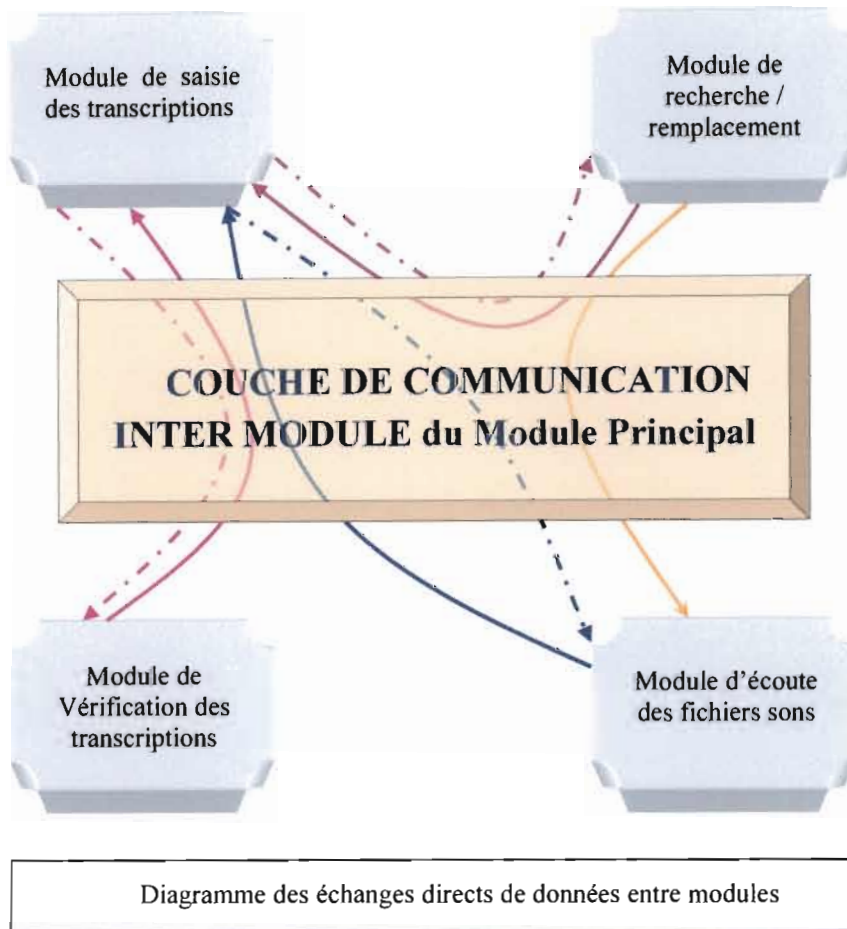 Module de saisie
des transcriptions
Module de
recherche /
remplacement
COUCHE DE COMMUNICATION
INTER MODULE du Module Principal
Module de
Vérification des
transcriptions
Module d'écoute
des fichiers sons
Diagramme des échanges directs de données entre modules